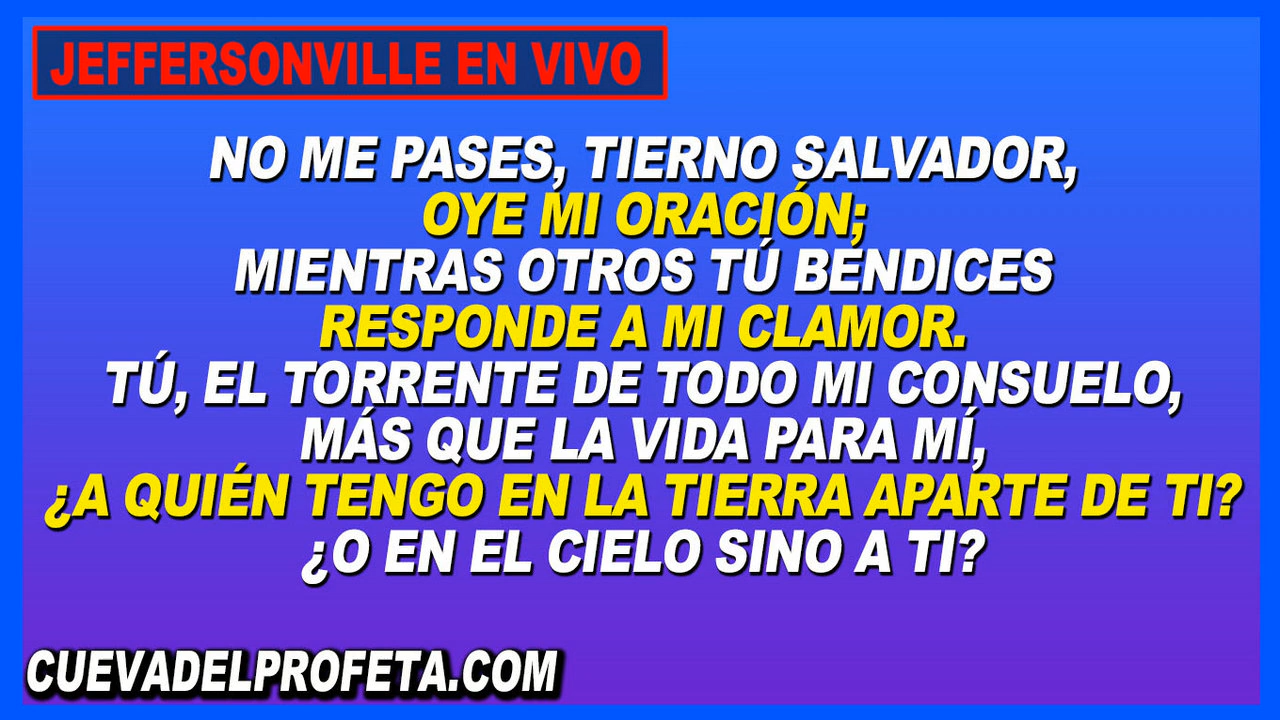 JEFFERSONVILLE EN VIVO
NO ME PASES, TIERNO SALVADOR,
OYE MI ORACIÓN;
MIENTRAS OTROS TÚ BENDICES
RESPONDE A MI CLAMOR.
TÚ, EL TORRENTE DE TODO MI CONSUELO,
MÁS QUE LA VIDA PARA MÍ,
¿A QUIÉN TENGO EN LA TIERRA APARTE DE TI?
¿O EN EL CIELO SINO A TI?
CUEVADELPROFETA.COM